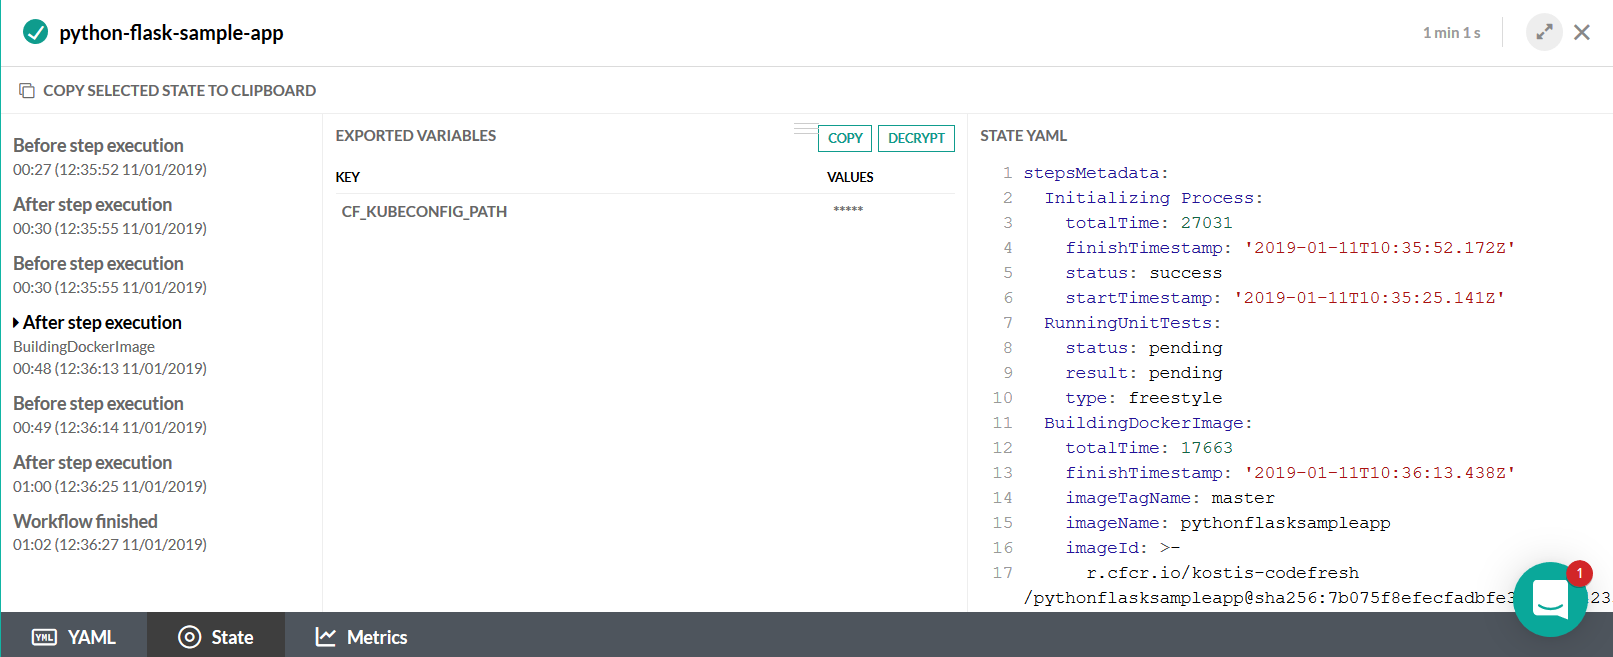 python-flask-sample-app
1 min 1 s
COPY SELECTED STATE TO CLIPBOARD
Before step execution
00:27 (12:35:52 11/01/2019)
After step execution
00:30 (12:35:55 11/01/2019)
Before step execution
00:30 (12:35:55 11/01/2019)
After step execution
BuildingDockerImage
00:48 (12:36:13 11/01/2019)
Before step execution
00:49 (12:36:14 11/01/2019)
After step execution
01:00 (12:36:25 11/01/2019)
Workflow finished
01:02 (12:36:27 11/01/2019)
EXPORTED VARIABLES
COPY DECRYPT
KEY VALUES
CF_KUBECONFIG_PATH *****
STATE YAML
1 stepsMetadata:
2 Initializing Process:
3 totalTime: 27031
4 finishTimestamp: '2019-01-11T10:35:52.172Z'
5 status: success
6 startTimestamp: '2019-01-11T10:35:25.141Z'
7 RunningUnitTests:
8 status: pending
9 result: pending
10 type: freestyle
11 BuildingDockerImage:
12 totalTime: 17663
13 finishTimestamp: '2019-01-11T10:36:13.438Z'
14 imageTagName: master
15 imageName: pythonflasksampleapp
16 imageId: >-
17 r.cfcr.io/kostis-codefresh
/pythonflasksampleapp@sha256:7b075f8efecfadbfe3
1
YML YAML
State
Metrics